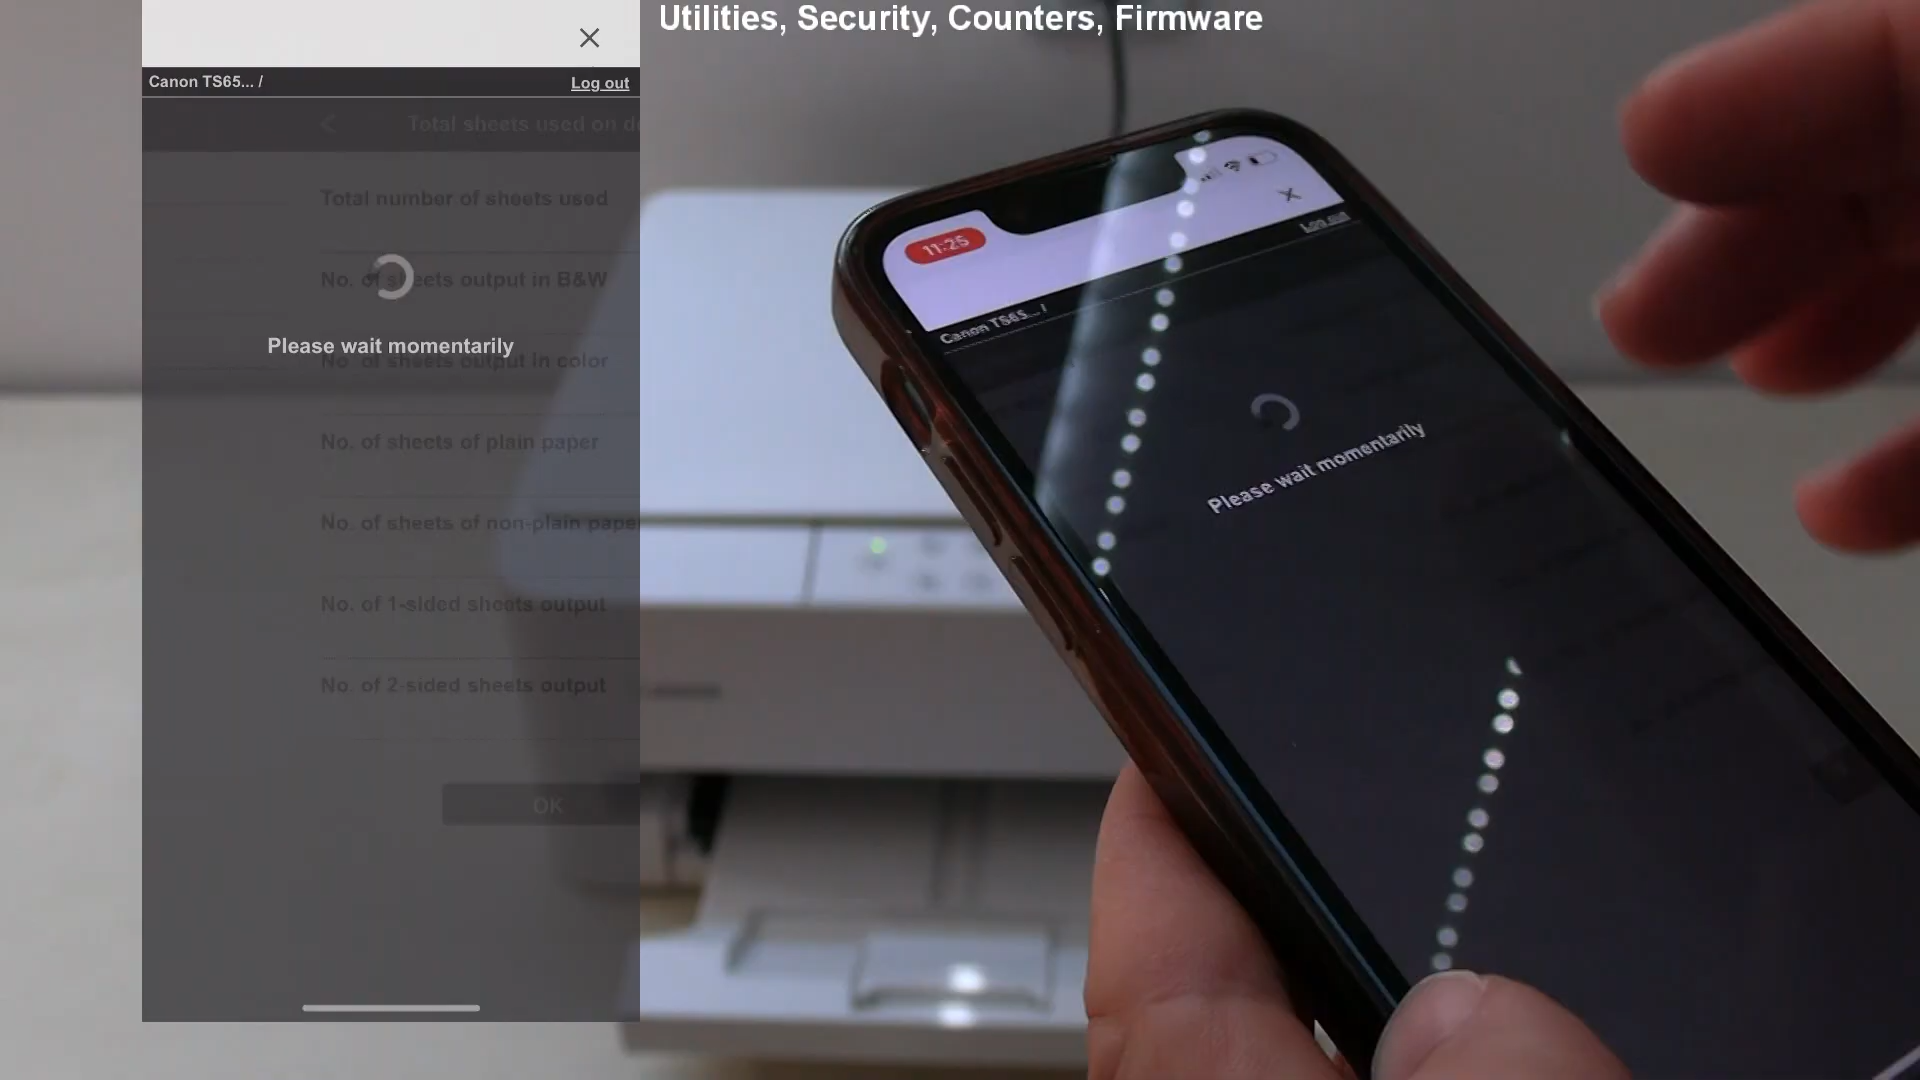 Utilities, Security, Counters, Firmware
Canon TS65... /
Log out
Total sheets used on de
Total number of sheets used
No. of sheets output in B&W
Please wait momentarily
No. of sheets output in color
No. of sheets of plain paper
No. of sheets of non-plain pape
No. of 1-sided sheets output
No. of 2-sided sheets output
OK
11:25
Log out
Canon TS65... /
Please wait momentarily